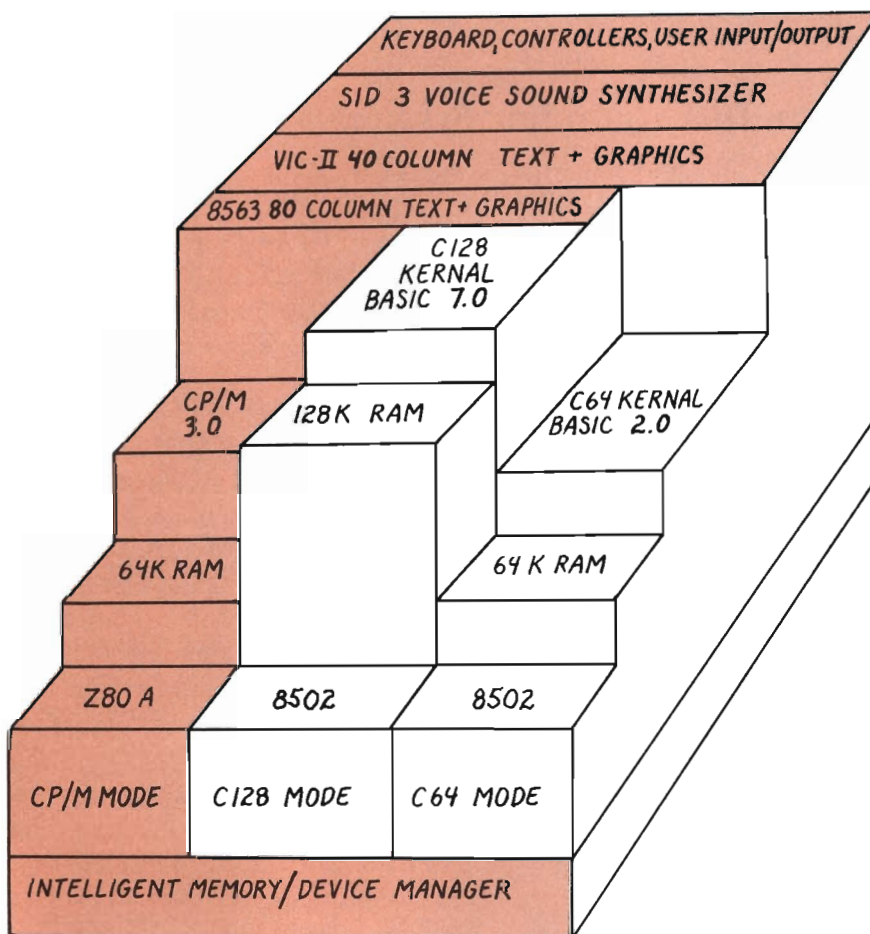 KEYBOARD, CONTROLLERS, USER INPUT/OUTPUT
SID 3 VOICE SOUND SYNTHESIZER
VIC-II 40 COLUMN TEXT + GRAPHICS
8563 80 COLUMN TEXT + GRAPHICS
C128
KERNAL
BASIC 7.0
CP/M
3.0
128K RAM
C64 KERNAL
BASIC 2.0
64K RAM
64K RAM
Z80A
8502
8502
CP/M MODE
C128 MODE
C64 MODE
INTELLIGENT MEMORY/DEVICE MANAGER